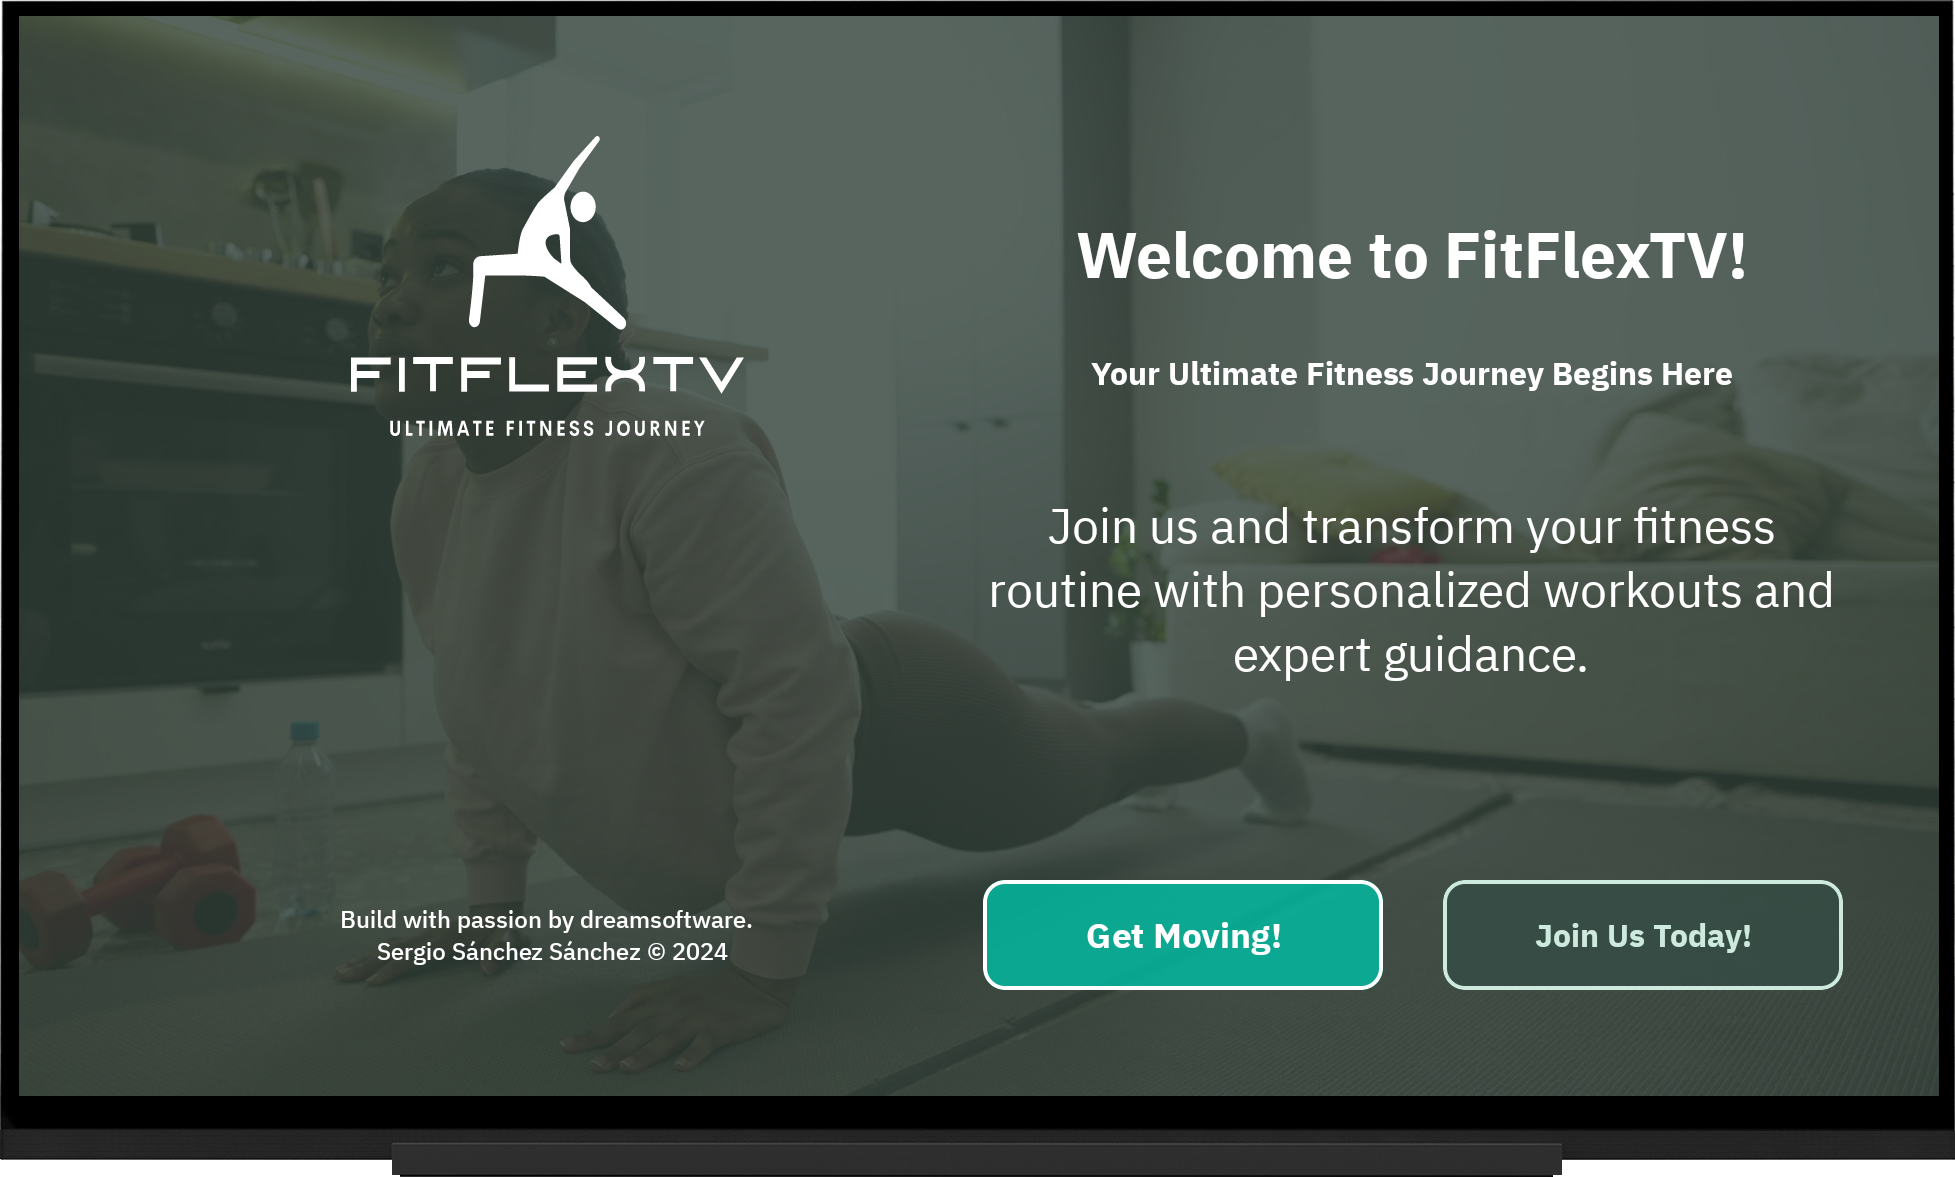 FITFLEXTV
ULTIMATE FITNESS JOURNEY
Build with passion by dreamsoftware.
Sergio Sánchez Sánchez © 2024
Welcome to FitFlexTV!
Your Ultimate Fitness Journey Begins Here
Join us and transform your fitness
routine with personalized workouts and
expert guidance.
Get Moving!
Join Us Today!